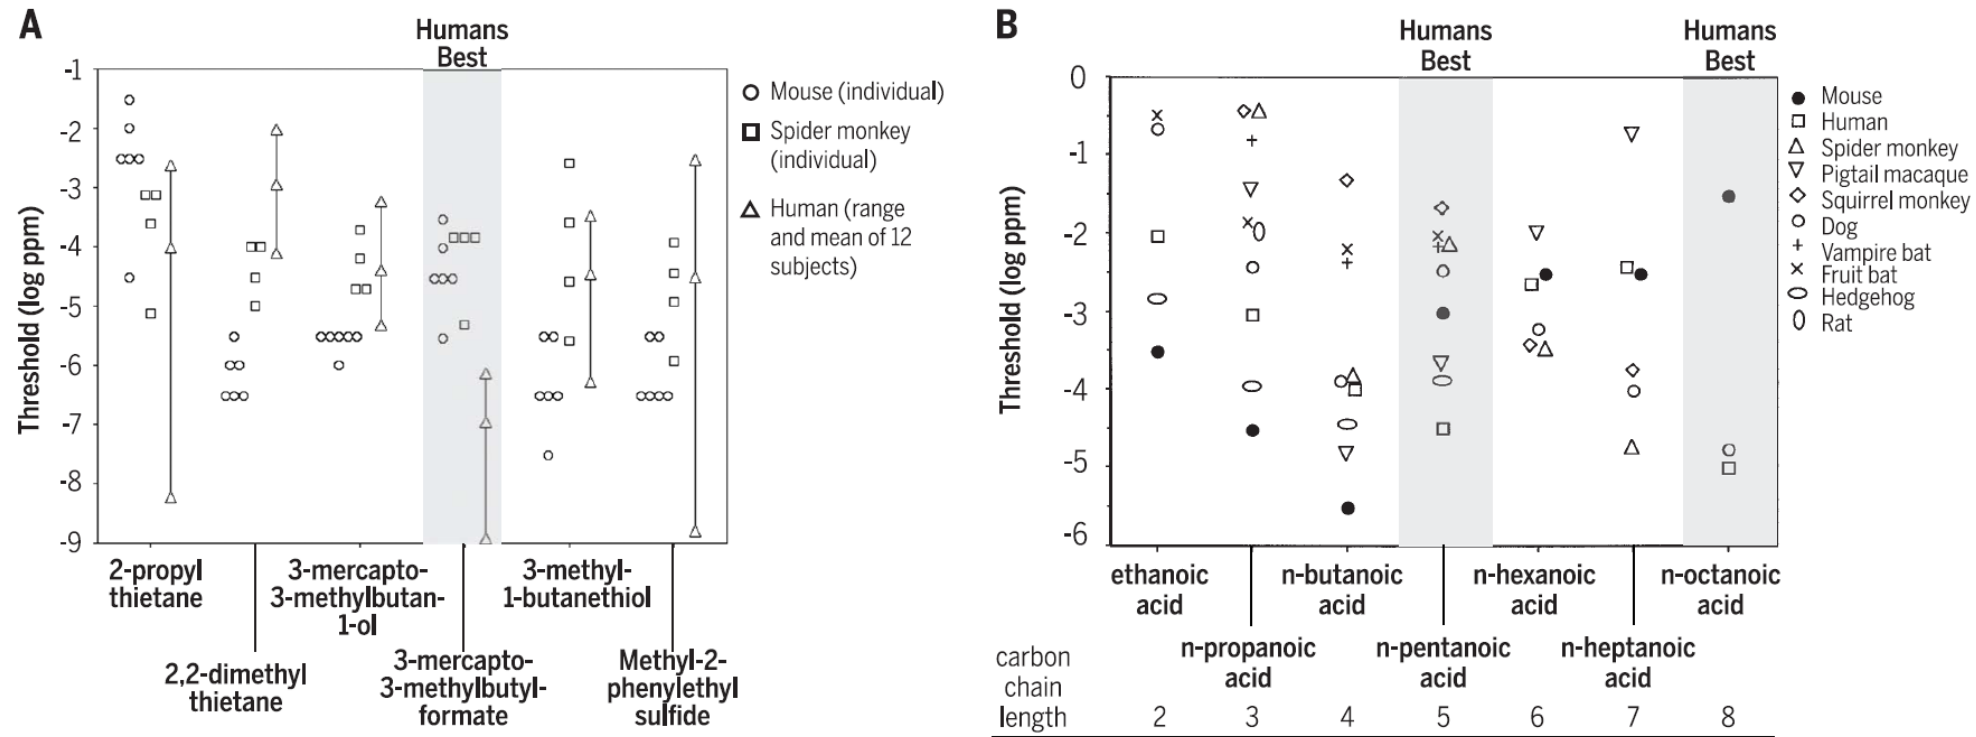 A
Humans
Best
Threshold (log ppm)
-1
-2
-3
-4
-5
-6
-7
-8
-9
2-propyl
thietane
2,2-dimethyl
thietane
3-mercapto-
3-methylbutan-
1-ol
3-mercapto-
3-methylbutyl-
formate
3-methyl-
1-butanethiol
Methyl-2-
phenylethyl
sulfide
Mouse (individual)
Spider monkey
(individual)
Human (range
and mean of 12
subjects)
B
Humans
Best
Humans
Best
Threshold (log ppm)
0
-1
-2
-3
-4
-5
-6
ethanoic
acid
n-propanoic
acid
n-butanoic
acid
n-pentanoic
acid
n-hexanoic
acid
n-heptanoic
acid
n-octanoic
acid
carbon
chain
length 2 3 4 5 6 7 8
Mouse
Human
Spider monkey
Pigtail macaque
Squirrel monkey
Dog
Vampire bat
Fruit bat
Hedgehog
Rat